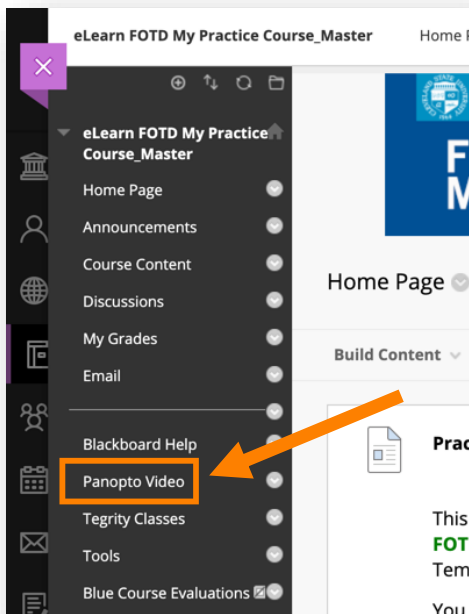 eLearn FOTD My Practice Course_Master
Home
eLearn FOTD My Practice
Course_Master
Home Page
Announcements
Course Content
Discussions
My Grades
Email
Blackboard Help
Panopto Video
Tegrity Classes
Tools
Blue Course Evaluations
F
M
Home Page
Build Content
Prac
This
FOT
Tem
You